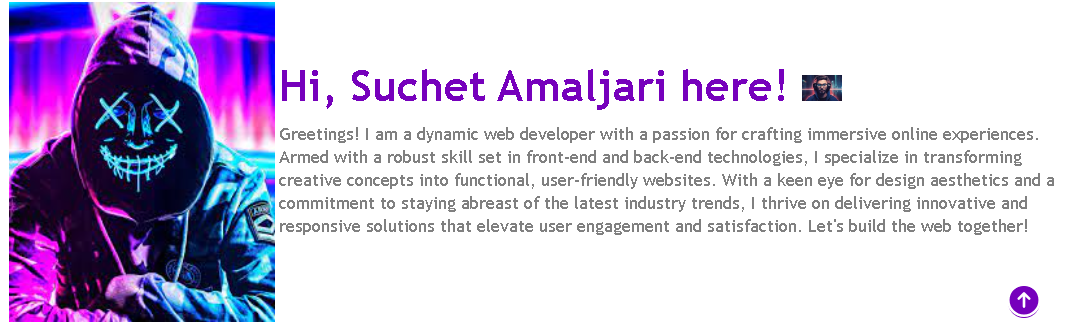 Hi, Suchet Amaljari here!
Greetings! I am a dynamic web developer with a passion for crafting immersive online experiences.
Armed with a robust skill set in front-end and back-end technologies, I specialize in transforming
creative concepts into functional, user-friendly websites. With a keen eye for design aesthetics and a
commitment to staying abreast of the latest industry trends, I thrive on delivering innovative and
responsive solutions that elevate user engagement and satisfaction. Let's build the web together!